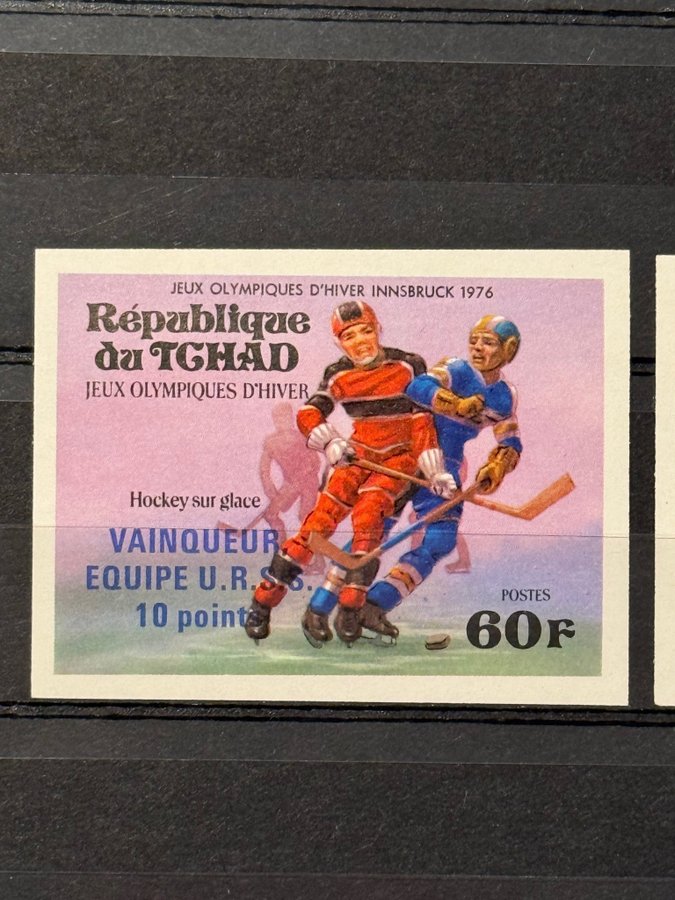 JEUX OLYMPIQUES D'HIVER INNSBRUCK 1976
République
du TCHAD
JEUX OLYMPIQUES D'HIVER
Hockey sur glace
VAINQUEUR
EQUIPE U.R.S.S.
10 points
POSTES
60F